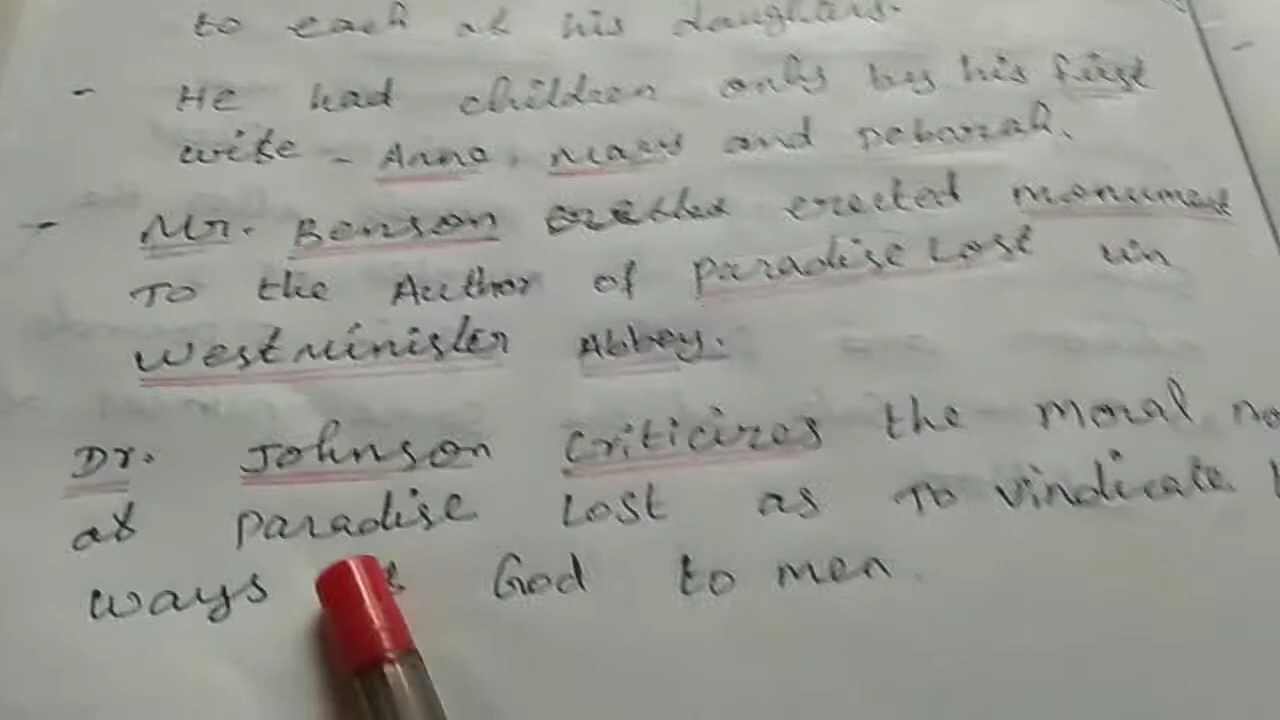 to each of his daughters.
- He had children only by his first
wife - Anne, Mary and Deborah.
- Mr. Benson erected monument
To the Author of Paradise Lost in
Westminister Abbey.
Dr. Johnson Criticizes the moral
of Paradise Lost as To vindicate
ways God to men.